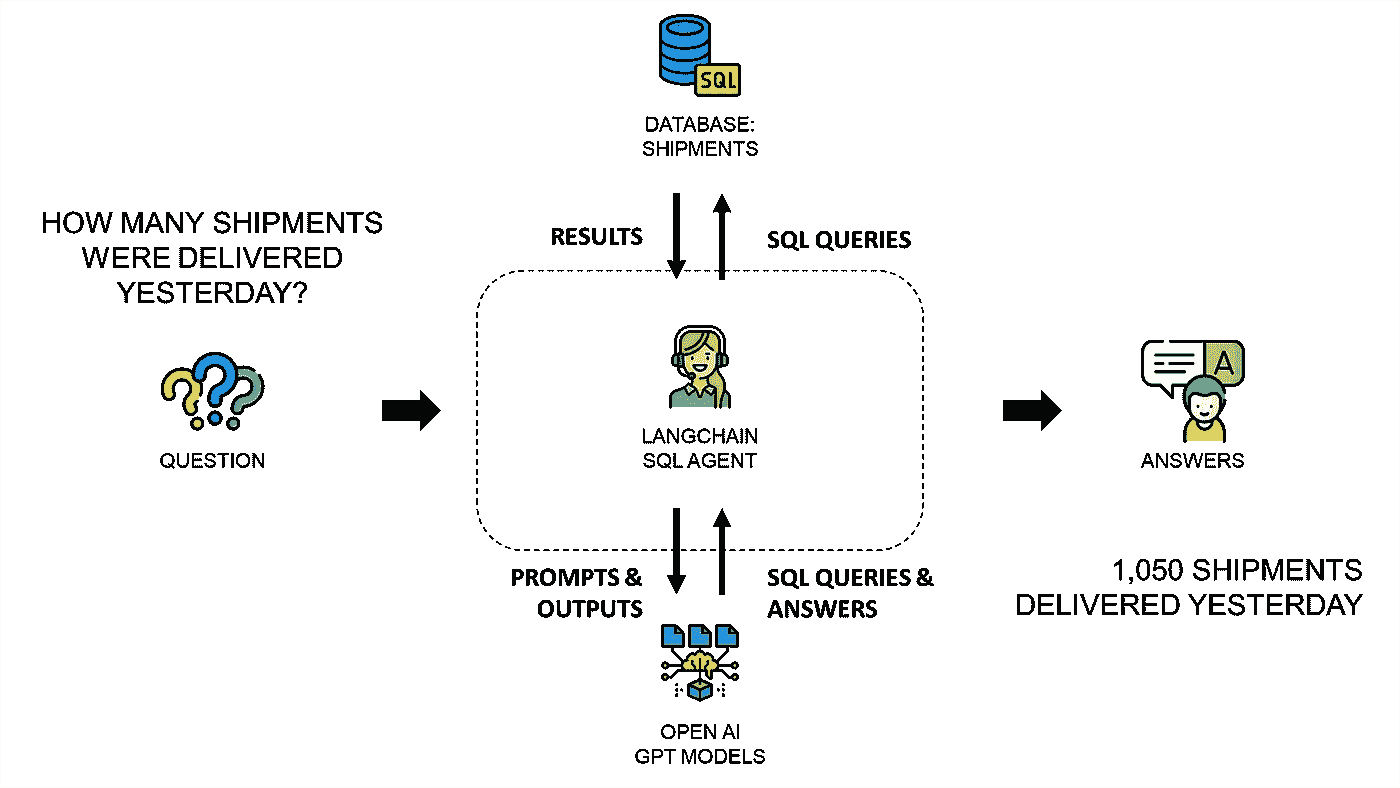 SQL
DATABASE:
SHIPMENTS
HOW MANY SHIPMENTS
WERE DELIVERED
YESTERDAY?
RESULTS
SQL QUERIES
QUESTION
LANGCHAIN
SQL AGENT
A
ANSWERS
PROMPTS &
OUTPUTS
SQL QUERIES &
ANSWERS
1,050 SHIPMENTS
DELIVERED YESTERDAY
OPEN AI
GPT MODELS